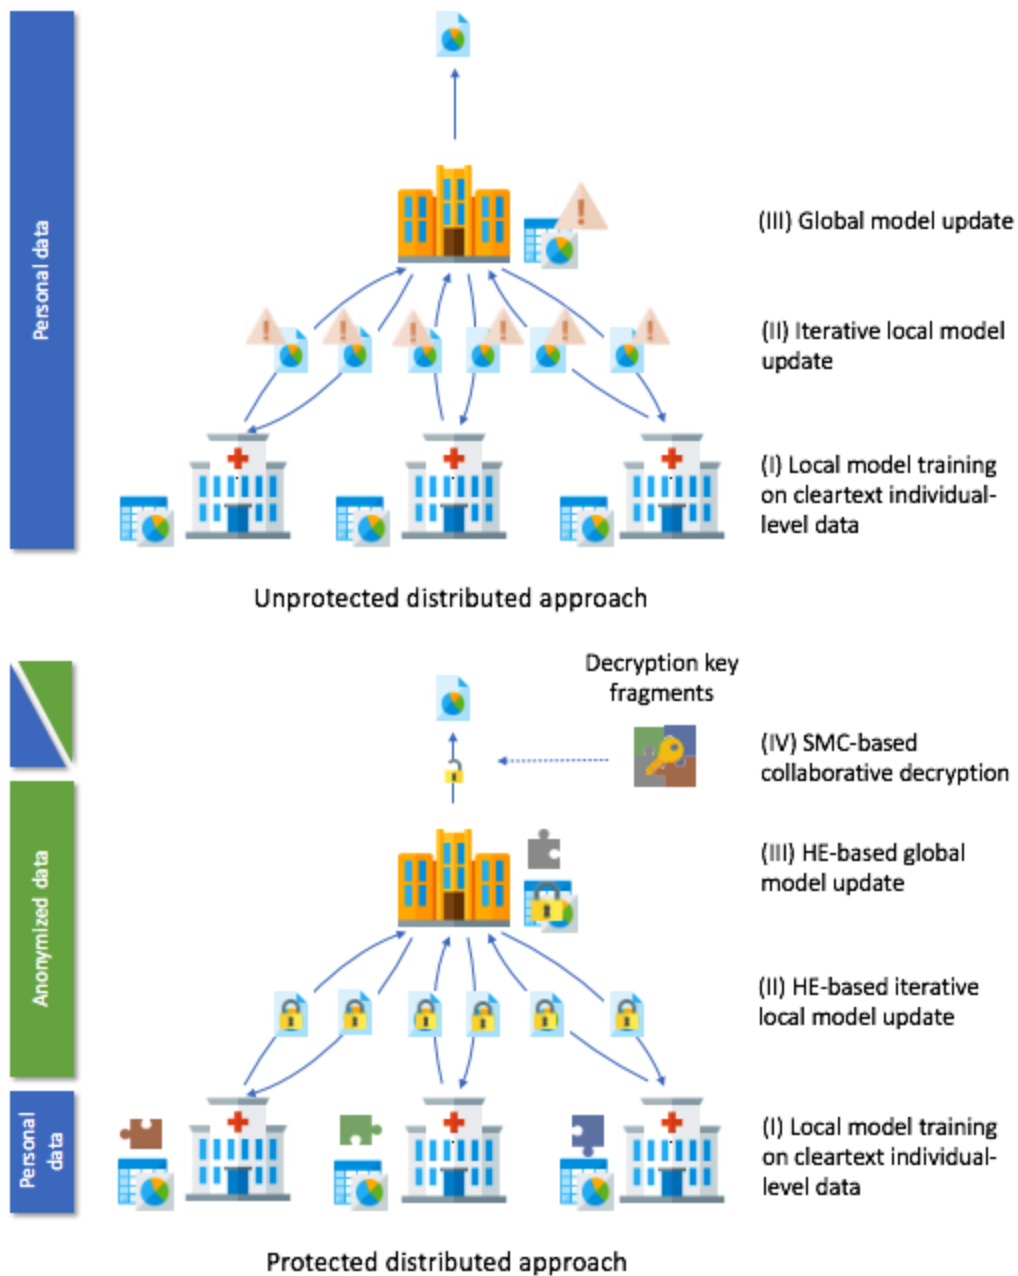 Personal data
(III) Global model update
(II) Iterative local model
update
(I) Local model training
on cleartext individual-
level data
Unprotected distributed approach
Decryption key
fragments
(IV) SMC-based
collaborative decryption
Anonymized data
(III) HE-based global
model update
(II) HE-based iterative
local model update
Personal
data
(I) Local model training
on cleartext individual-
level data
Protected distributed approach